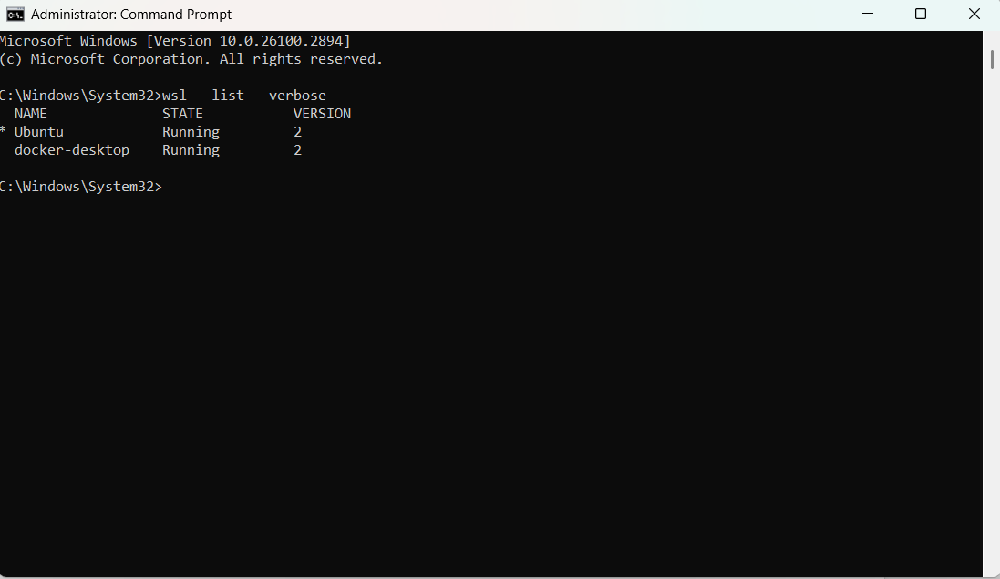 Administrator: Command Prompt
Microsoft Windows [Version 10.0.26100.2894]
(c) Microsoft Corporation. All rights reserved.
C:\Windows\System32>wsl --list --verbose
  NAME              STATE           VERSION
* Ubuntu            Running         2
  docker-desktop    Running         2
C:\Windows\System32>